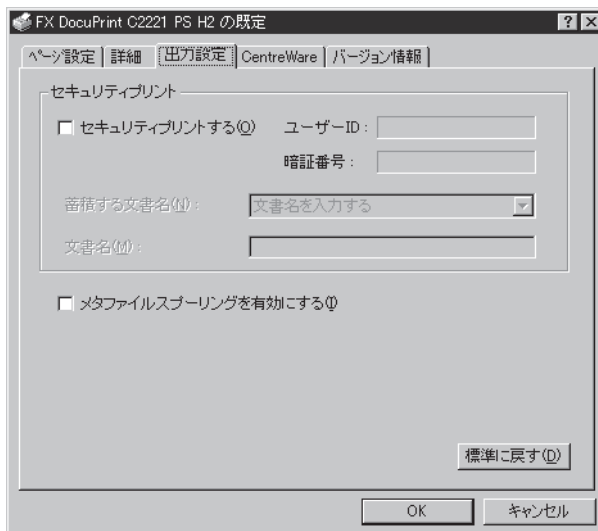 FX DocuPrint C2221 PS H2 の既定
ページ設定 詳細 出力設定 CentreWare バージョン情報
セキュリティプリント
セキュリティプリントする(O) ユーザーID :
暗証番号 :
蓄積する文書名(N) : 文書名を入力する
文書名(M) :
メタファイルスプーリングを有効にする(I)
標準に戻す(D)
OK キャンセル